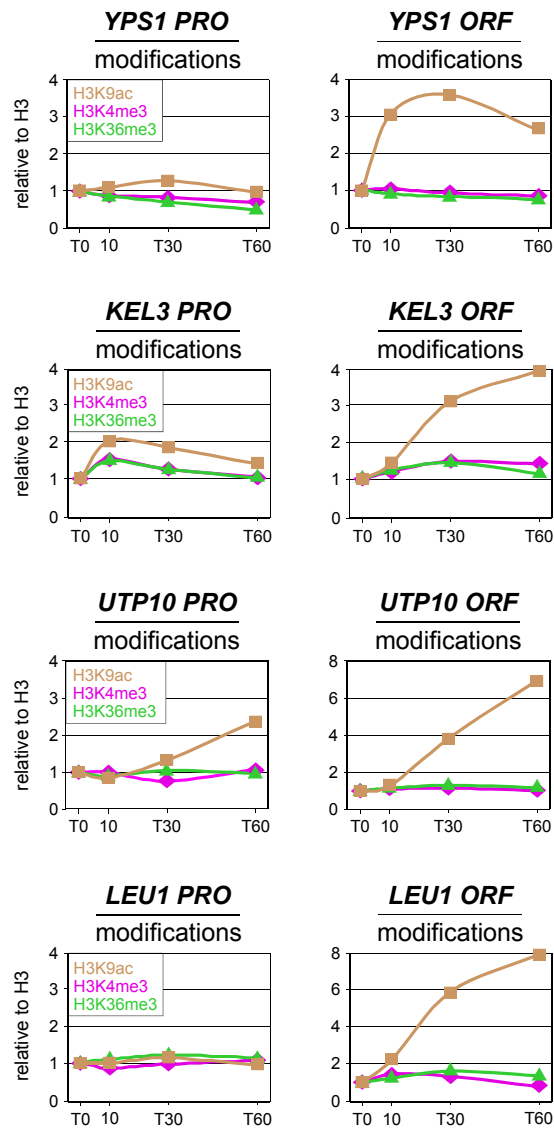 YPS1 PRO
modifications
relative to H3
4
3
2
1
0
H3K9ac
H3K4me3
H3K36me3
T0 10 T30 T60
YPS1 ORF
modifications
4
3
2
1
0
T0 10 T30 T60
KEL3 PRO
modifications
relative to H3
4
3
2
1
0
H3K9ac
H3K4me3
H3K36me3
T0 10 T30 T60
KEL3 ORF
modifications
4
3
2
1
0
T0 10 T30 T60
UTP10 PRO
modifications
relative to H3
4
3
2
1
0
H3K9ac
H3K4me3
H3K36me3
T0 10 T30 T60
UTP10 ORF
modifications
8
6
4
2
0
T0 10 T30 T60
LEU1 PRO
modifications
relative to H3
4
3
2
1
0
H3K9ac
H3K4me3
H3K36me3
T0 10 T30 T60
LEU1 ORF
modifications
8
6
4
2
0
T0 10 T30 T60